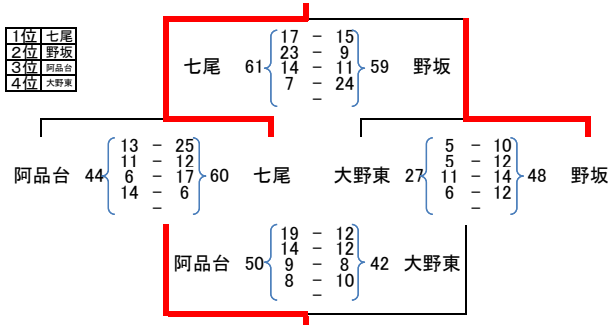 1位 七尾
2位 野坂
3位 阿品台
4位 大野東
七尾 61 59 野坂
17 - 15
23 - 9
14 - 11
7 - 24
-
阿品台 44 60 七尾
13 - 25
11 - 12
6 - 17
14 - 6
-
大野東 27 48 野坂
5 - 10
5 - 12
11 - 14
6 - 12
-
阿品台 50 42 大野東
19 - 12
14 - 12
9 - 8
8 - 10
-